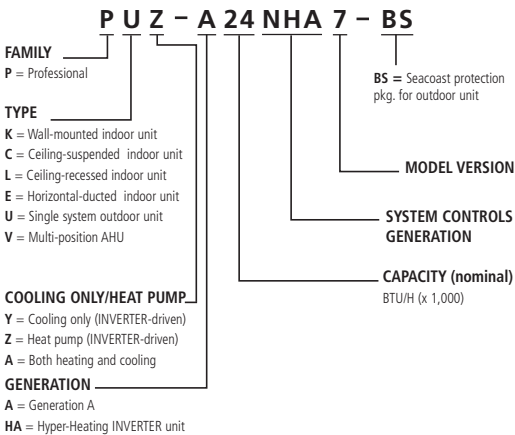 PUZ-A24NHA7-BS
FAMILY
P = Professional
BS = Seacoast protection
pkg. for outdoor unit
TYPE
K = Wall-mounted indoor unit
C = Ceiling-suspended indoor unit
L = Ceiling-recessed indoor unit
E = Horizontal-ducted indoor unit
U = Single system outdoor unit
V = Multi-position AHU
MODEL VERSION
SYSTEM CONTROLS
GENERATION
CAPACITY (nominal)
BTU/H (x 1,000)
COOLING ONLY/HEAT PUMP
Y = Cooling only (INVERTER-driven)
Z = Heat pump (INVERTER-driven)
A = Both heating and cooling
GENERATION
A = Generation A
HA = Hyper-Heating INVERTER unit